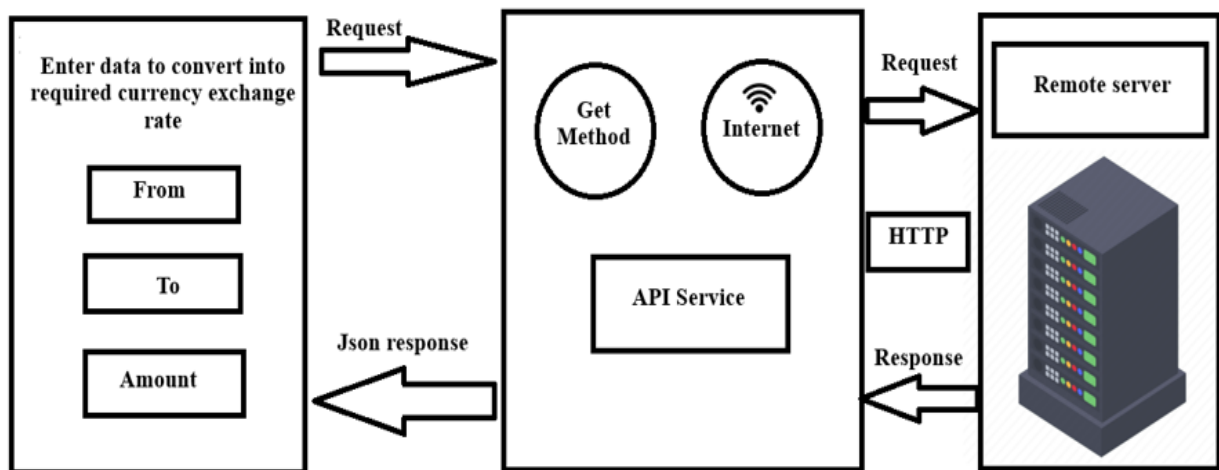 Enter data to convert into
required currency exchange
rate
From
To
Amount
Request
Json response
Get
Method
Internet
API Service
Request
HTTP
Response
Remote server